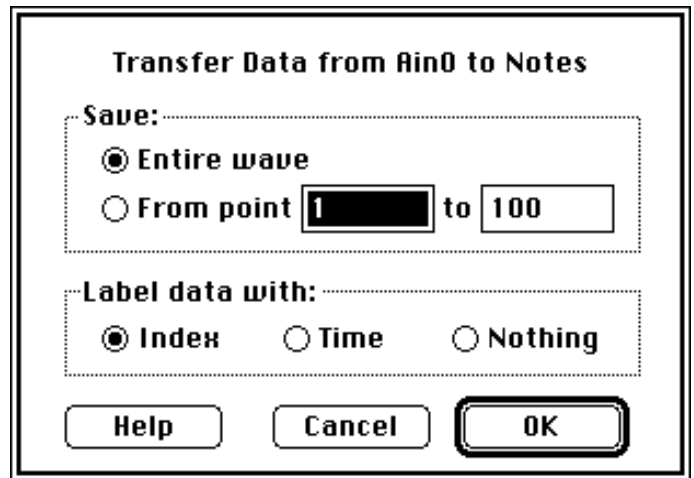 Transfer Data from Ain0 to Notes
Save:
Entire wave
From point 1 to 100
Label data with:
Index Time Nothing
Help Cancel OK